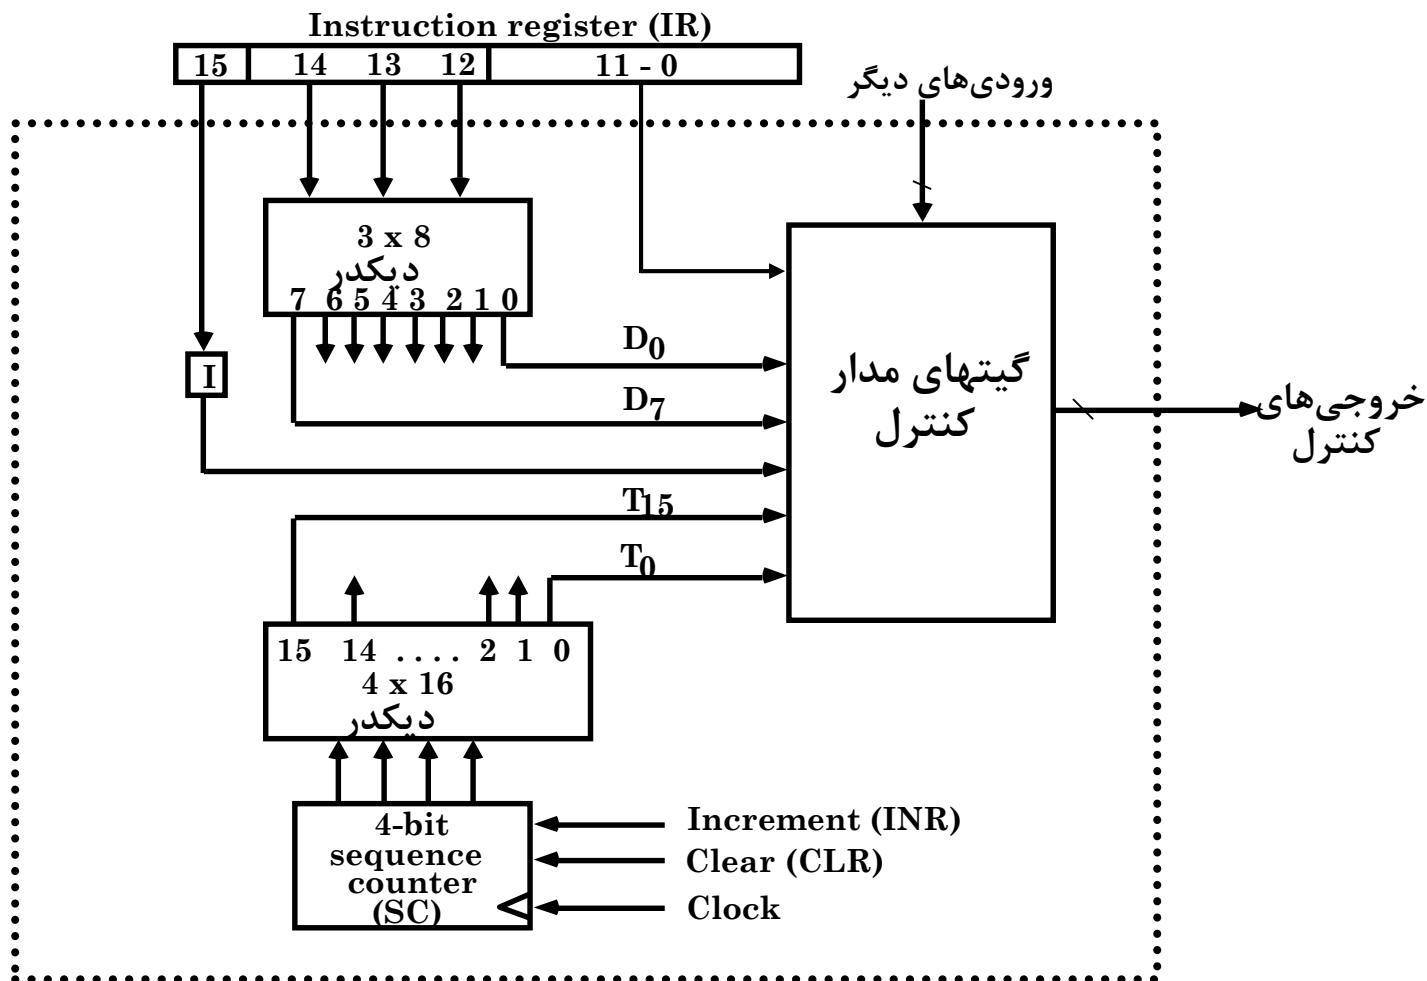 Instruction register (IR)
15 14 13 12 11 - 0
ورودی‌های دیگر
3 x 8
دیکدر
7 6 5 4 3 2 1 0
D0
I
D7
گیتهای مدار
کنترل
خروجی‌های
کنترل
T15
T0
15 14 . . . . 2 1 0
4 x 16
دیکدر
4-bit
sequence
counter
(SC)
Increment (INR)
Clear (CLR)
Clock